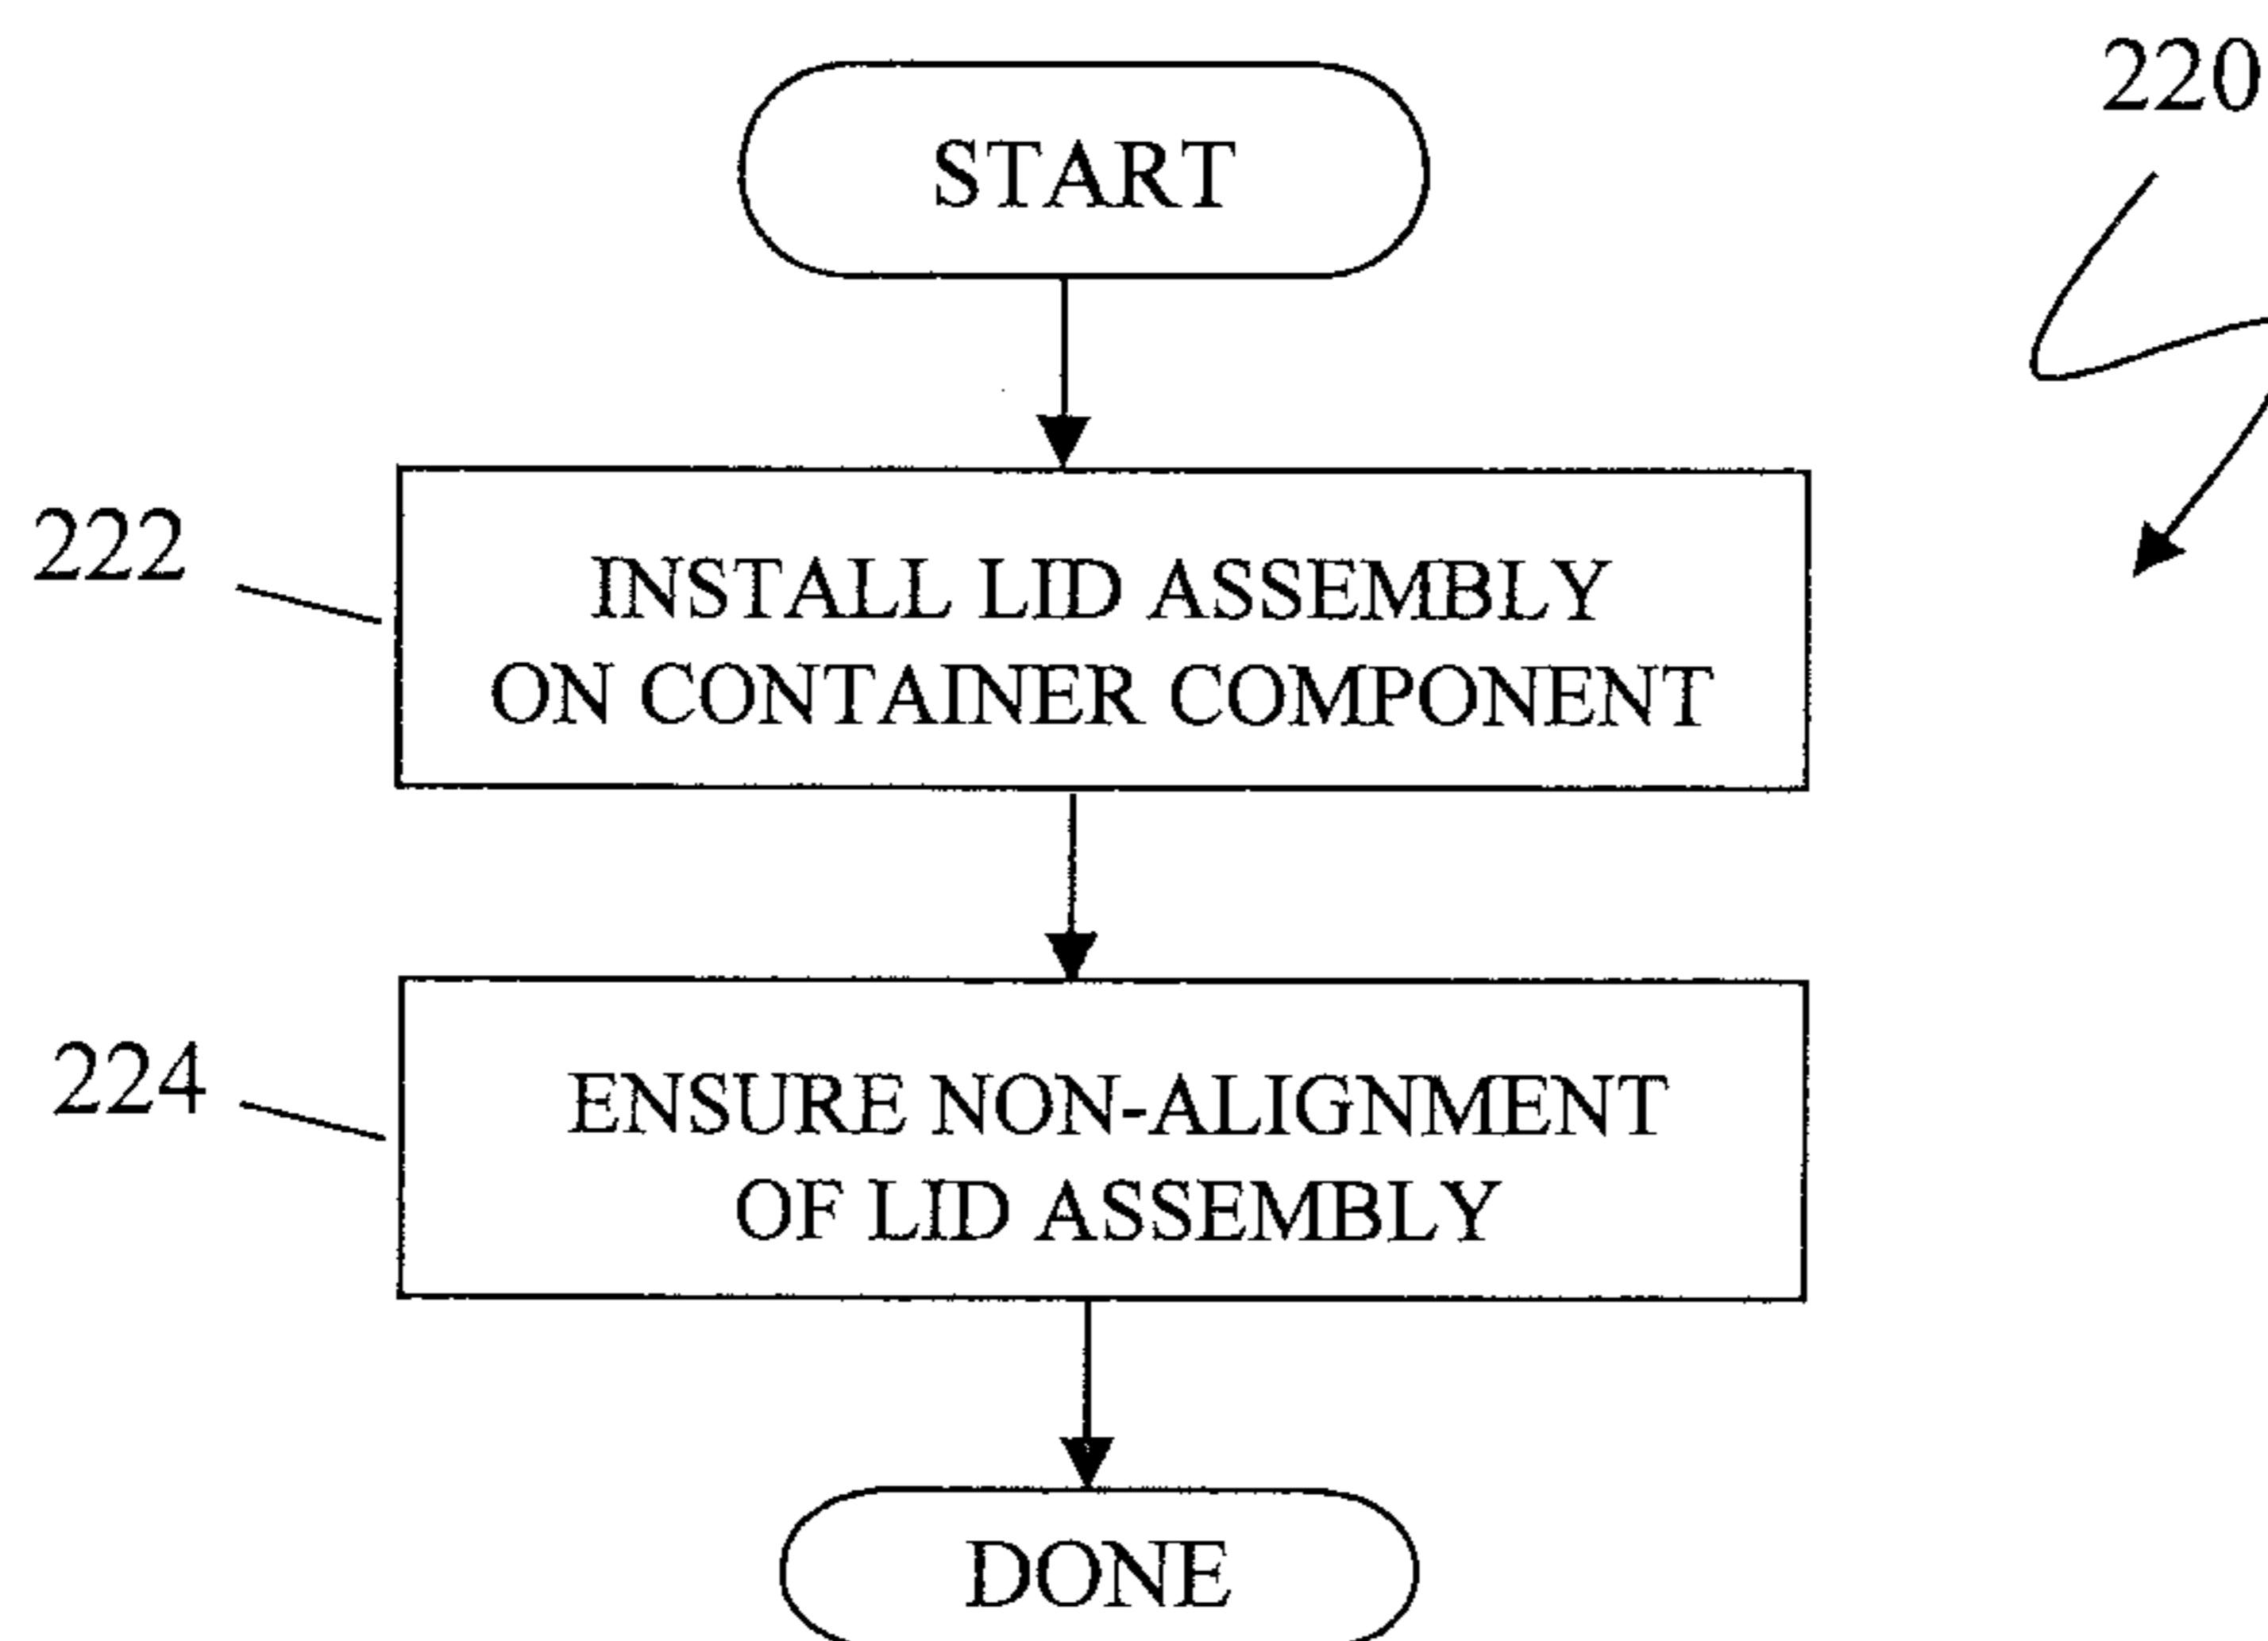 220
START
222
INSTALL LID ASSEMBLY
ON CONTAINER COMPONENT
224
ENSURE NON-ALIGNMENT
OF LID ASSEMBLY
DONE